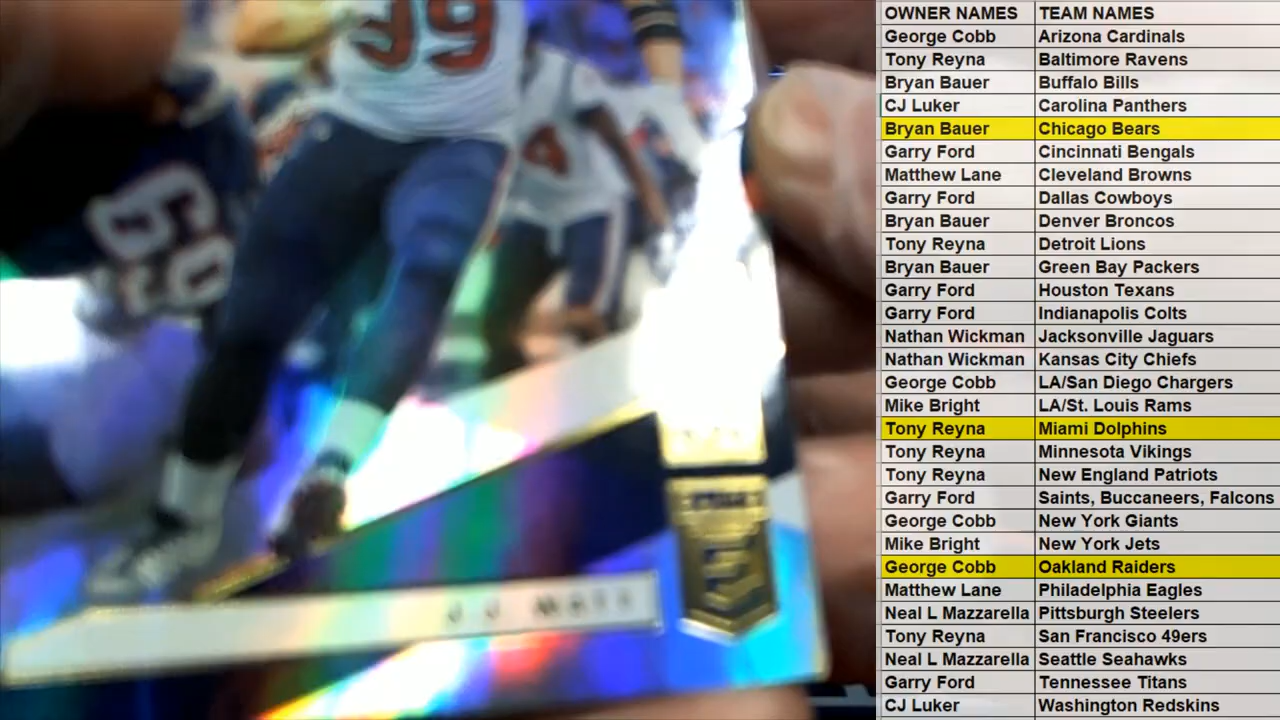 99
69
J J Watt
OWNER NAMES TEAM NAMES
George Cobb Arizona Cardinals
Tony Reyna Baltimore Ravens
Bryan Bauer Buffalo Bills
CJ Luker Carolina Panthers
Bryan Bauer Chicago Bears
Garry Ford Cincinnati Bengals
Matthew Lane Cleveland Browns
Garry Ford Dallas Cowboys
Bryan Bauer Denver Broncos
Tony Reyna Detroit Lions
Bryan Bauer Green Bay Packers
Garry Ford Houston Texans
Garry Ford Indianapolis Colts
Nathan Wickman Jacksonville Jaguars
Nathan Wickman Kansas City Chiefs
George Cobb LA/San Diego Chargers
Mike Bright LA/St. Louis Rams
Tony Reyna Miami Dolphins
Tony Reyna Minnesota Vikings
Tony Reyna New England Patriots
Garry Ford Saints, Buccaneers, Falcons
George Cobb New York Giants
Mike Bright New York Jets
George Cobb Oakland Raiders
Matthew Lane Philadelphia Eagles
Neal L Mazzarella Pittsburgh Steelers
Tony Reyna San Francisco 49ers
Neal L Mazzarella Seattle Seahawks
Garry Ford Tennessee Titans
CJ Luker Washington Redskins